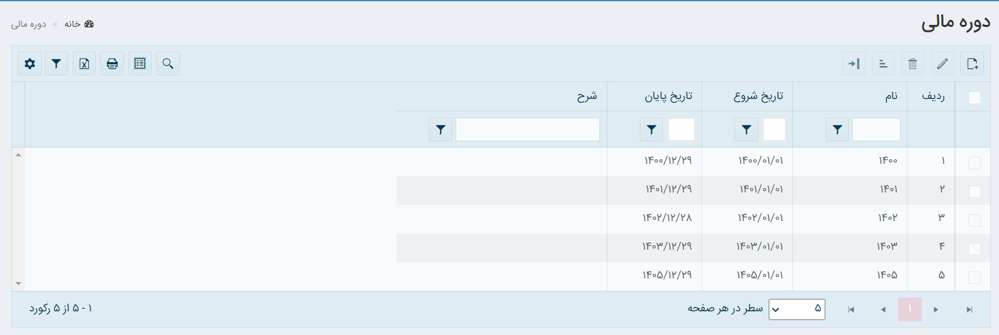 دوره مالی
خانه > دوره مالی
ردیف نام تاریخ شروع تاریخ پایان شرح
۱ ۱۴۰۰ ۱۴۰۰/۰۱/۰۱ ۱۴۰۰/۱۲/۲۹
۲ ۱۴۰۱ ۱۴۰۱/۰۱/۰۱ ۱۴۰۱/۱۲/۲۹
۳ ۱۴۰۲ ۱۴۰۲/۰۱/۰۱ ۱۴۰۲/۱۲/۲۸
۴ ۱۴۰۳ ۱۴۰۳/۰۱/۰۱ ۱۴۰۳/۱۲/۲۹
۵ ۱۴۰۵ ۱۴۰۵/۰۱/۰۱ ۱۴۰۵/۱۲/۲۹
۱ ۵ سطر در هر صفحه ۱ - ۵ از ۵ رکورد